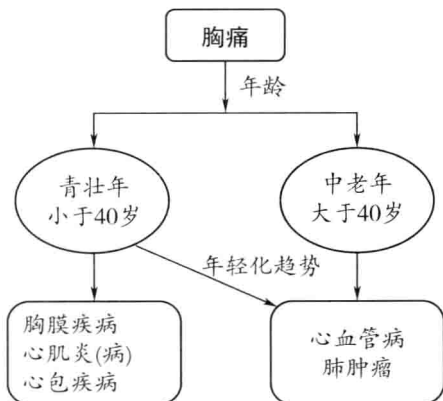 胸痛
年龄
青壮年
小于40岁
中老年
大于40岁
年轻化趋势
胸膜疾病
心肌炎(病)
心包疾病
心血管病
肺肿瘤